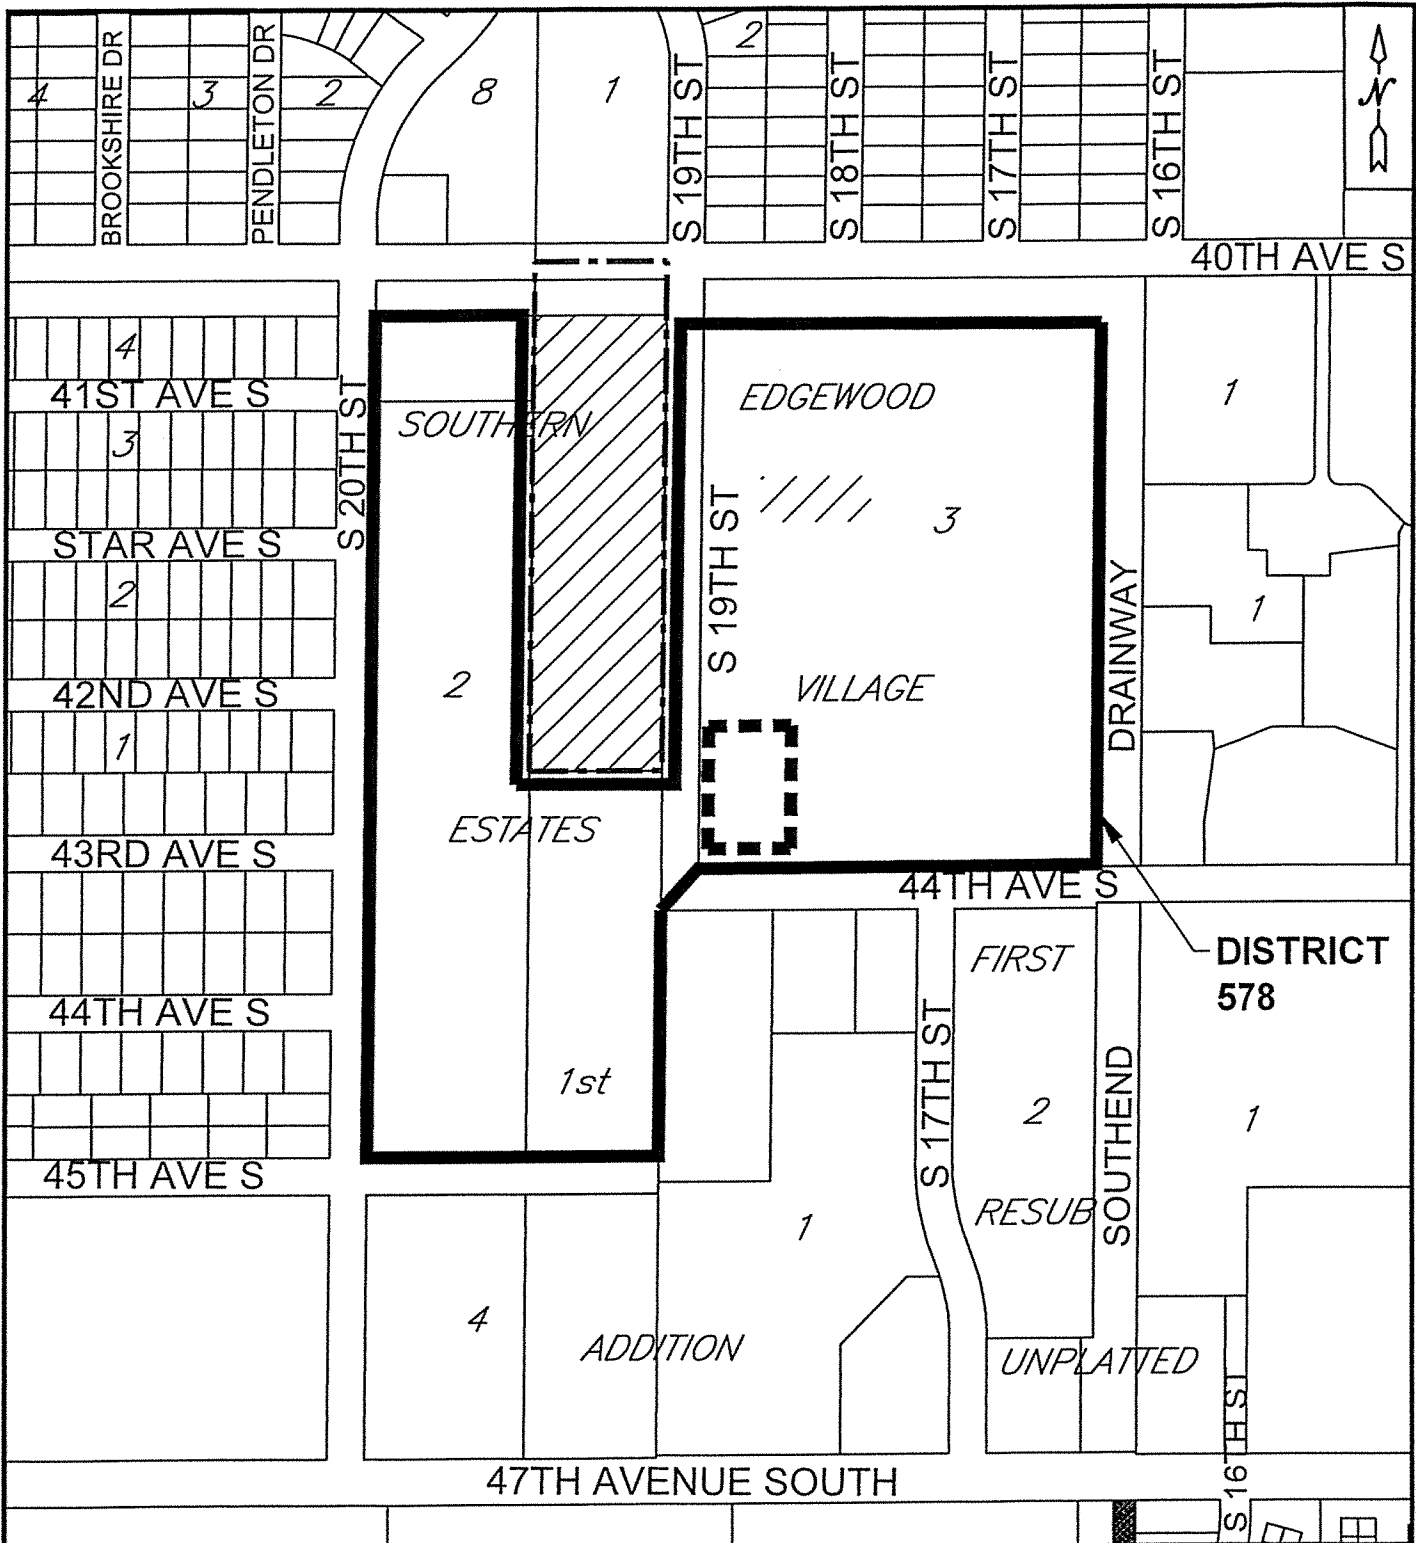 BROOKSHIRE DR
PENDLETON DR
S 19TH ST
S 18TH ST
S 17TH ST
S 16TH ST
N
4
3
2
8
1
2
40TH AVE S
4
41ST AVE S
3
STAR AVE S
2
42ND AVE S
1
43RD AVE S
44TH AVE S
45TH AVE S
S 20TH ST
SOUTHERN
2
ESTATES
1st
EDGEWOOD
3
S 19TH ST
VILLAGE
DRAINWAY
1
1
44TH AVE S
DISTRICT
578
FIRST
S 17TH ST
2
SOUTHEND
1
RESUB
1
4
ADDITION
UNPLATTED
S 16TH ST
47TH AVENUE SOUTH